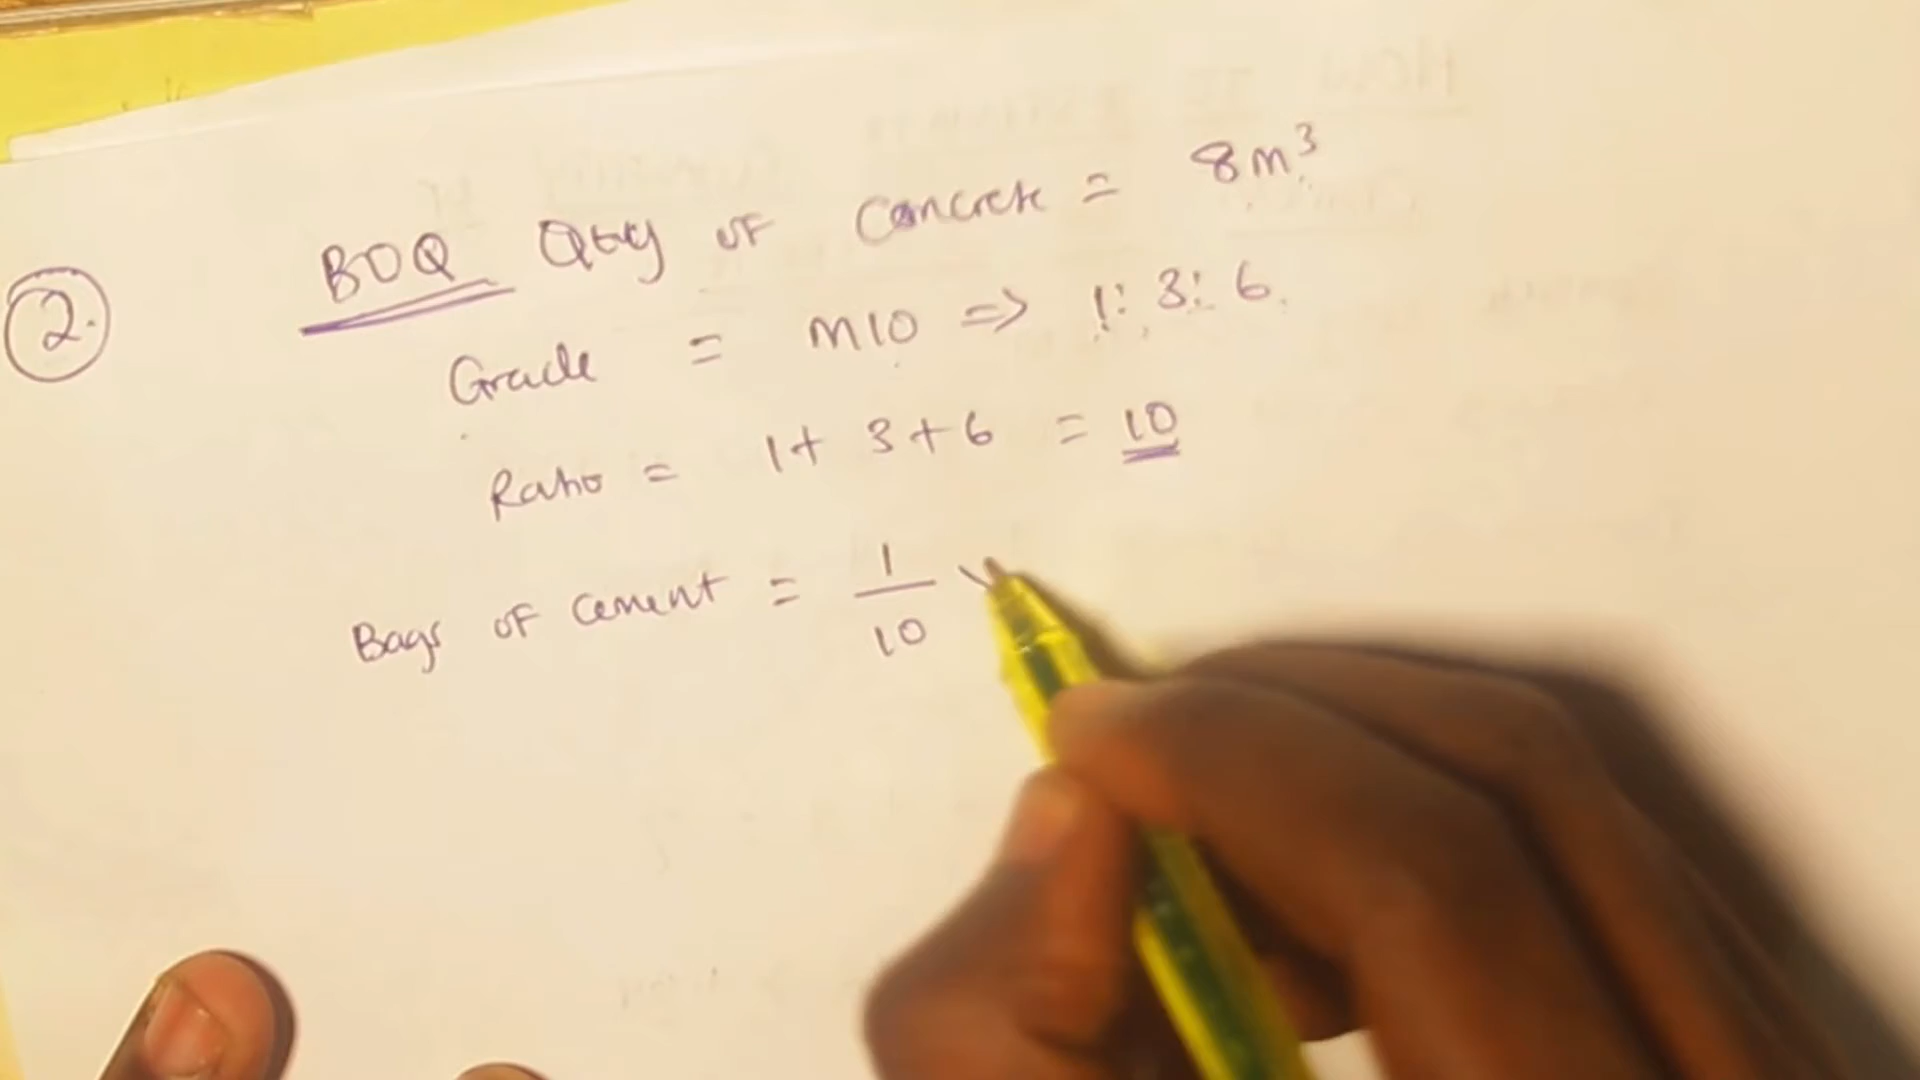 2. BOQ Qty of Concrete = 8m³
Grade = M10 => 1:3:6
Ratio = 1+ 3+6 = 10
Bags of cement = 1/10 x